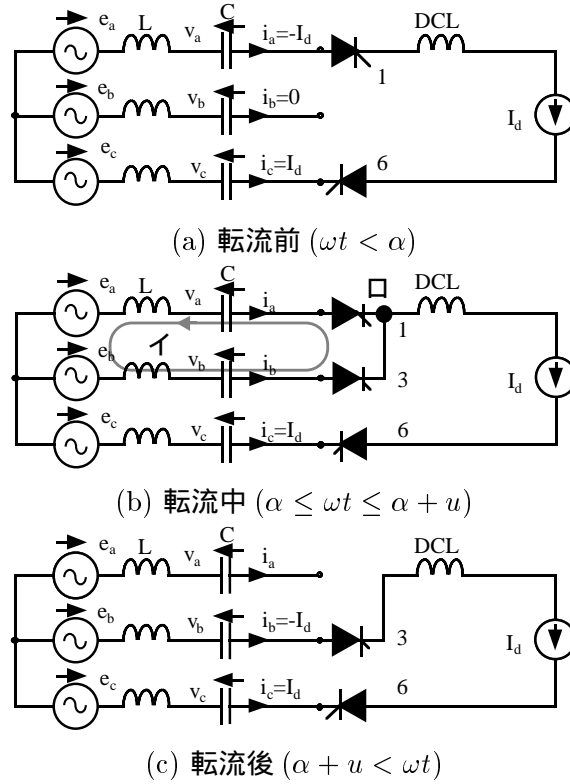 e_a L v_a C i_a=-I_d 1 DCL
e_b v_b i_b=0
I_d
e_c v_c i_c=I_d 6
(a) 転流前 (ωt < α)
e_a L v_a C i_a ロ 1 DCL
イ
e_b v_b i_b 3
I_d
e_c v_c i_c=I_d 6
(b) 転流中 (α ≤ ωt ≤ α + u)
e_a L v_a C i_a DCL
e_b v_b i_b=-I_d 3
I_d
e_c v_c i_c=I_d 6
(c) 転流後 (α + u < ωt)